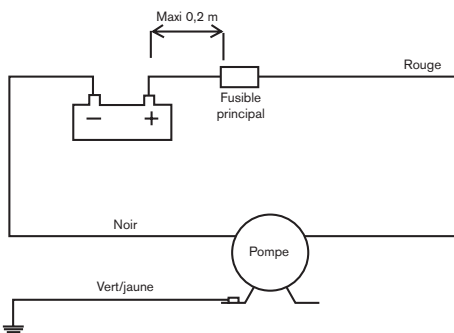 Maxi 0,2 m
Rouge
Fusible
principal
Noir
Pompe
Vert/jaune